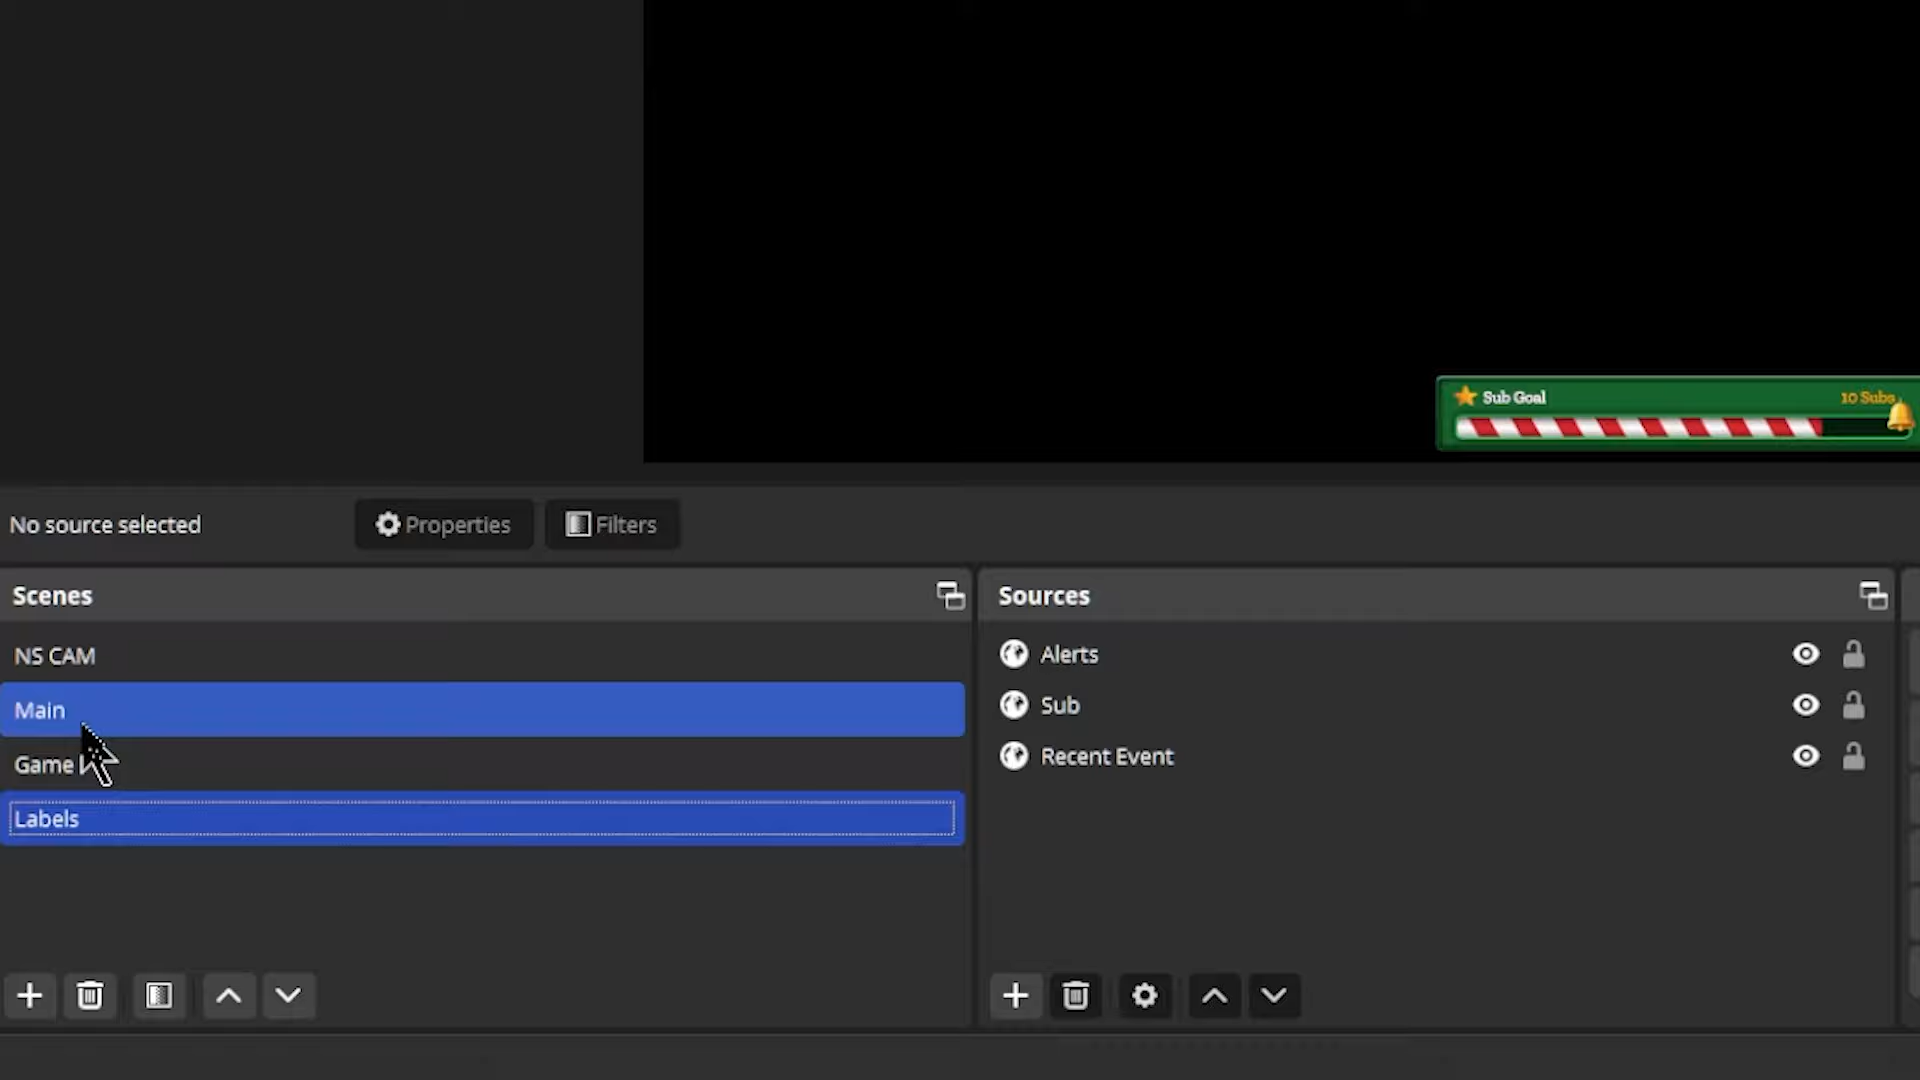 Sub Goal
10 Subs
No source selected
Properties
Filters
Scenes
Sources
NS CAM
Main
Game
Labels
Alerts
Sub
Recent Event